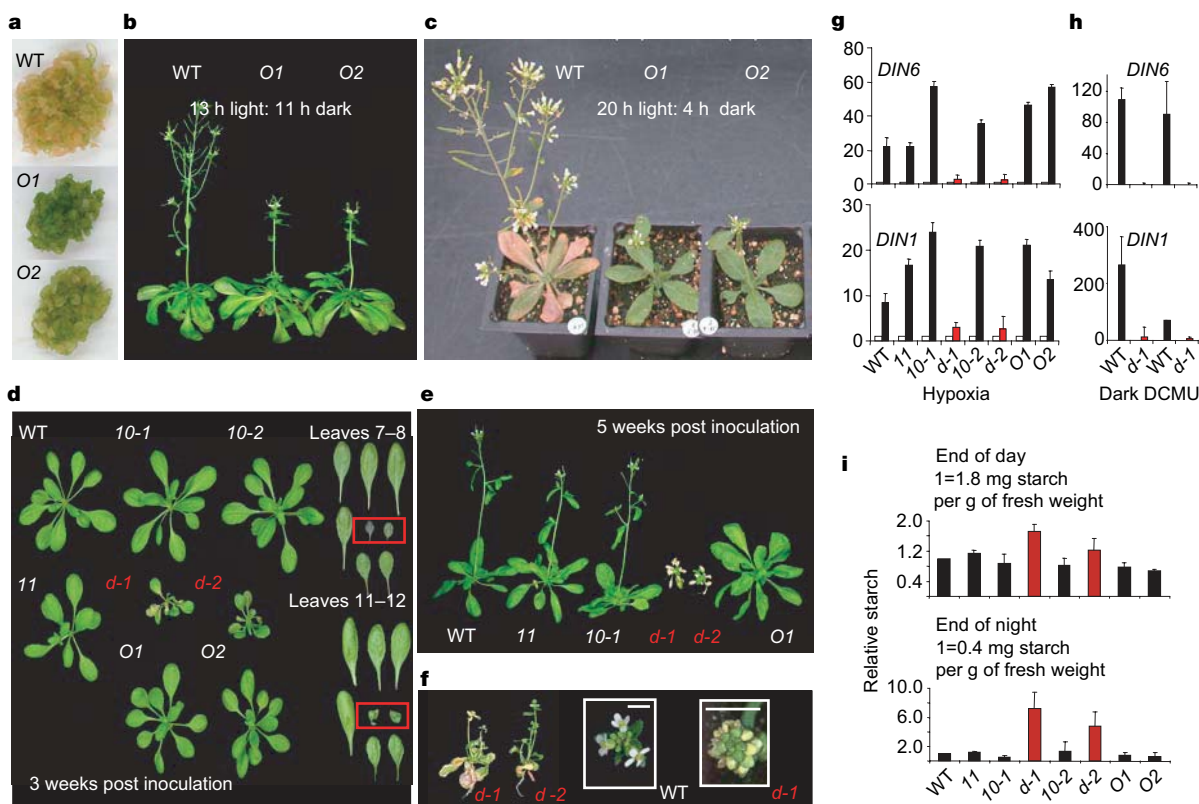 a
WT
O1
O2
b
WT O1 O2
13 h light: 11 h dark
c
WT O1 O2
20 h light: 4 h dark
d
WT 10-1 10-2 Leaves 7–8
11 d-1 d-2 Leaves 11–12
O1 O2
3 weeks post inoculation
e
5 weeks post inoculation
WT 11 10-1 d-1 d-2 O1
f
d-1 d-2 WT d-1
g
DIN6
60
40
20
0
DIN1
30
20
10
0
WT 11 10-1 d-1 10-2 d-2 O1 O2
Hypoxia
h
DIN6
120
80
40
0
DIN1
400
200
0
WT d-1 WT d-1
Dark DCMU
i
End of day
1=1.8 mg starch
per g of fresh weight
2.0
1.2
0.4
End of night
1=0.4 mg starch
per g of fresh weight
10.0
6.0
2.0
Relative starch
WT 11 10-1 d-1 10-2 d-2 O1 O2